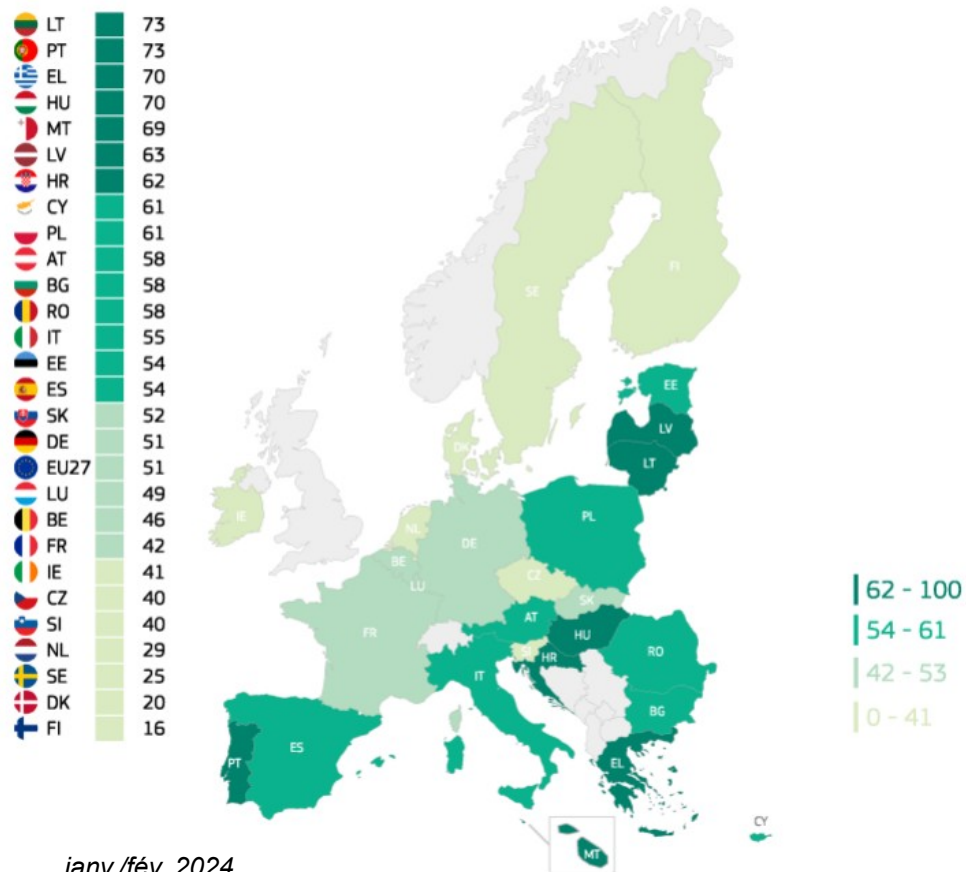 LT 73
PT 73
EL 70
HU 70
MT 69
LV 63
HR 62
CY 61
PL 61
AT 58
BG 58
RO 58
IT 55
EE 54
ES 54
SK 52
DE 51
EU27 51
LU 49
BE 46
FR 42
IE 41
CZ 40
SI 40
NL 29
SE 25
DK 20
FI 16
FI
SE
EE
LV
DK
LT
IE
PL
NL
DE
BE
CZ
LU
SK
AT
FR
HU
SI
HR
RO
IT
BG
ES
PT
EL
CY
MT
62 - 100
54 - 61
42 - 53
0 - 41
janv./fév. 2024